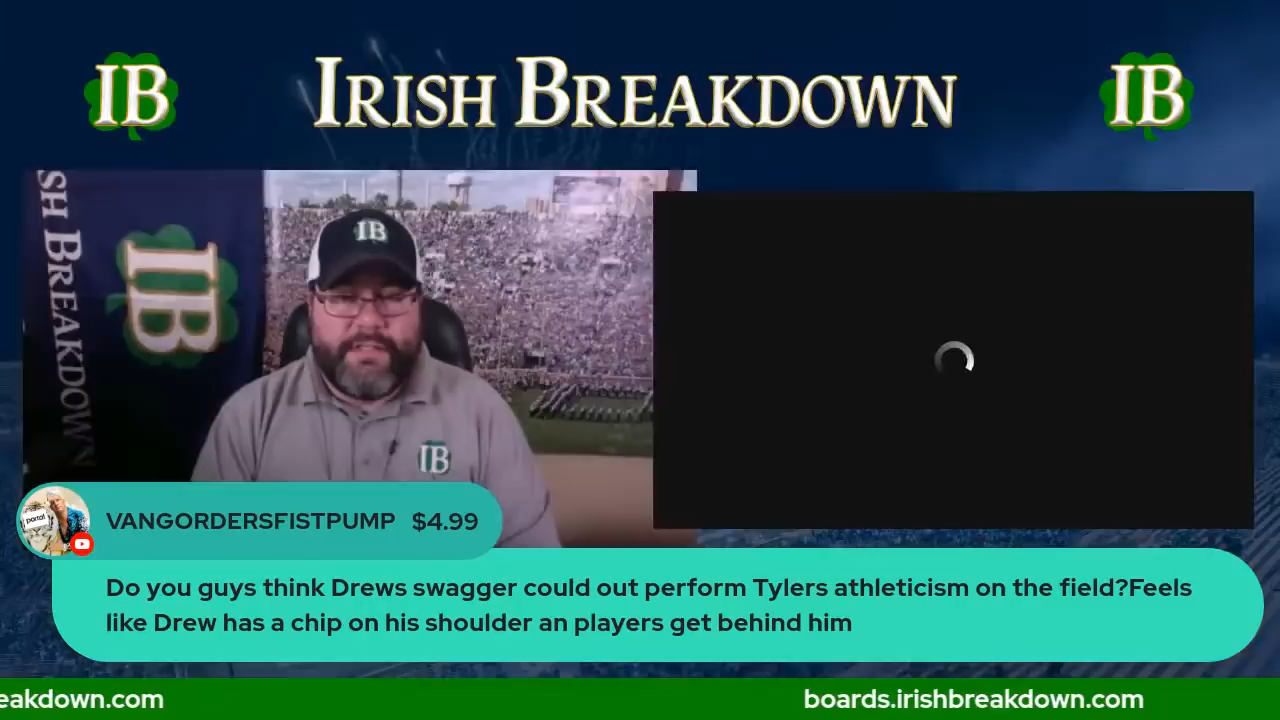 IB
IRISH BREAKDOWN
IB
SH BREAKDOWN
IB
IB
IB
portal
VANGORDERSFISTPUMP $4.99
Do you guys think Drews swagger could out perform Tylers athleticism on the field?Feels
like Drew has a chip on his shoulder an players get behind him
eakdown.com
boards.irishbreakdown.com